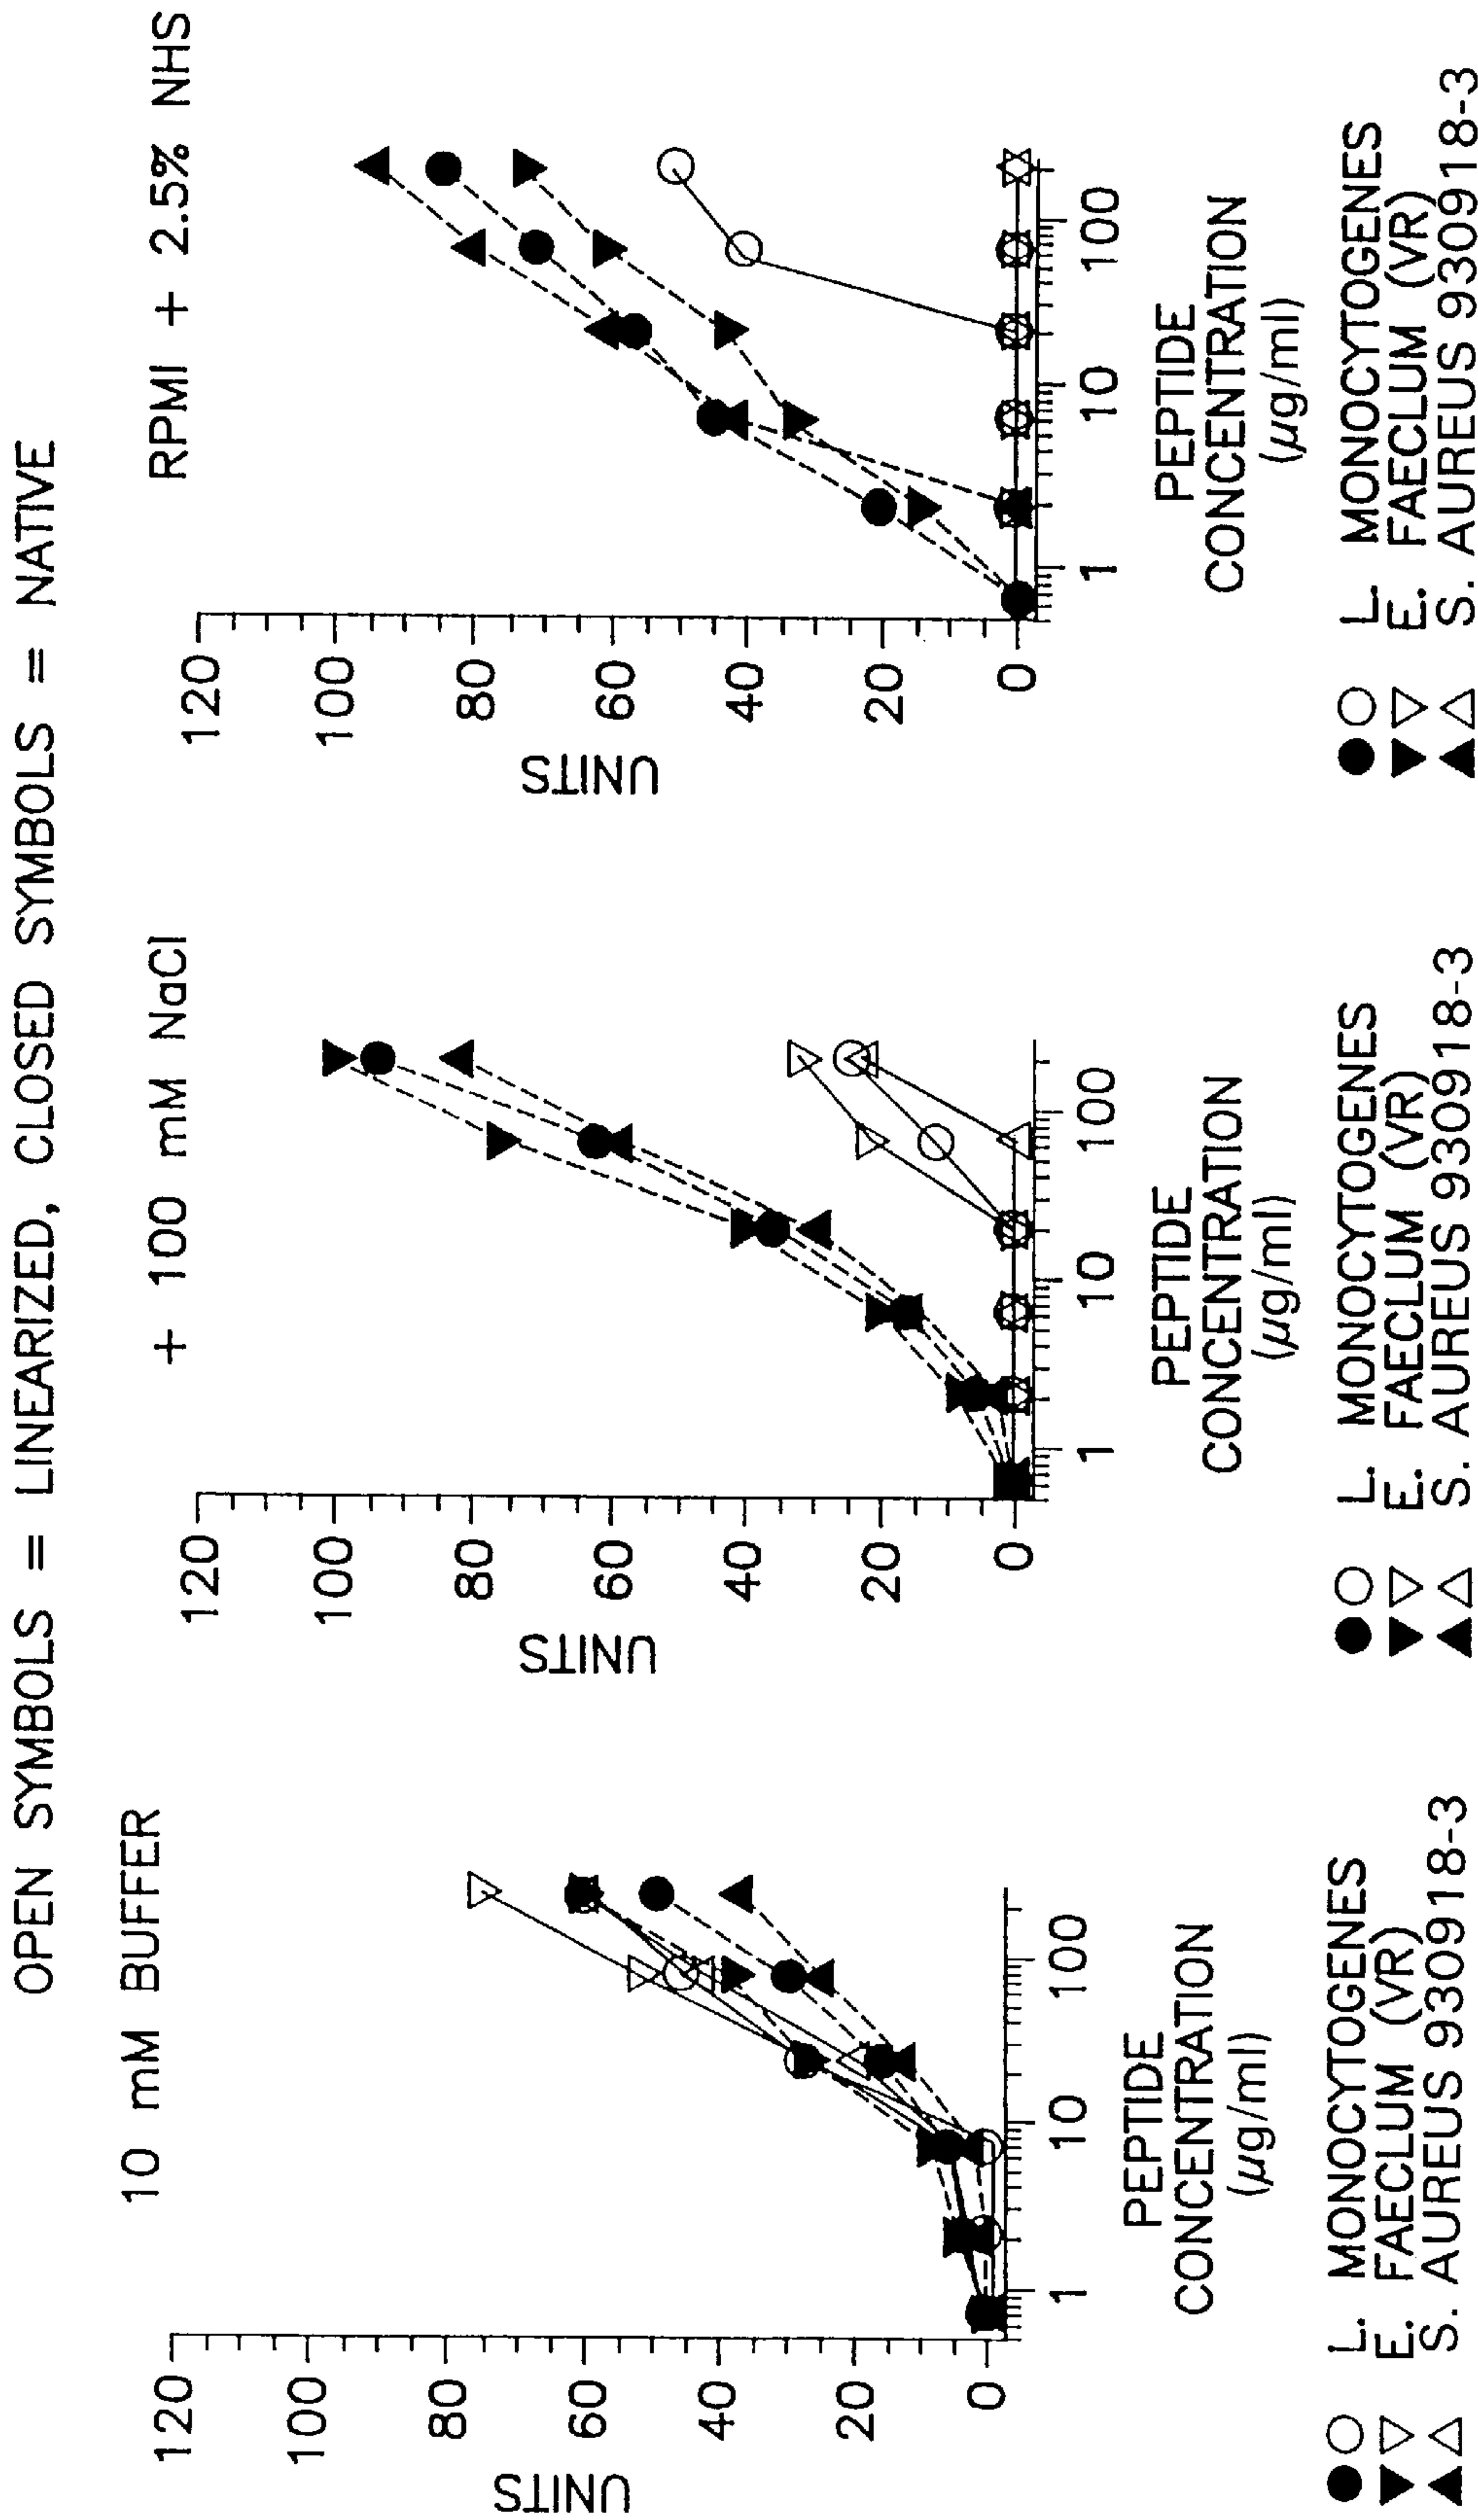 OPEN SYMBOLS = LINEARIZED, CLOSED SYMBOLS = NATIVE
10 mM BUFFER
120
100
80
60
40
20
0
UNITS
1
10
100
PEPTIDE
CONCENTRATION
(μg/ml)
L. MONOCYTOGENES
E. FAECLUM (VR)
S. AUREUS 930918-3
+ 100 mM NaCl
120
100
80
60
40
20
0
UNITS
1
10
100
PEPTIDE
CONCENTRATION
(μg/ml)
L. MONOCYTOGENES
E. FAECLUM (VR)
S. AUREUS 930918-3
RPMI + 2.5% NHS
120
100
80
60
40
20
0
UNITS
1
10
100
PEPTIDE
CONCENTRATION
(μg/ml)
L. MONOCYTOGENES
E. FAECLUM (VR)
S. AUREUS 930918-3